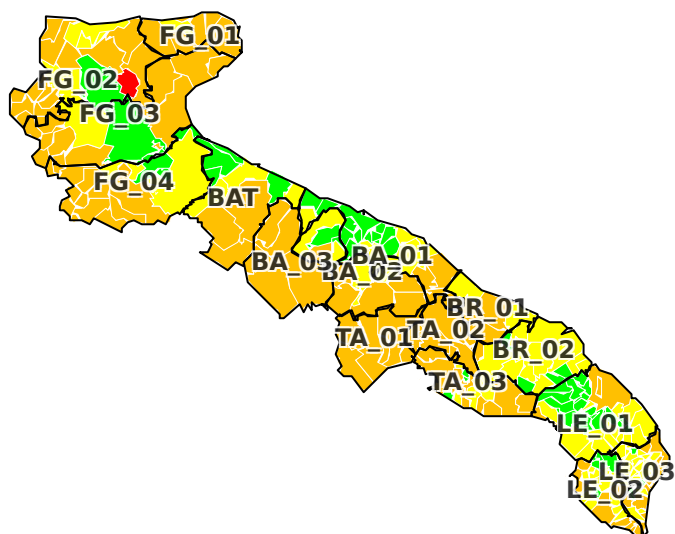 FG_01
FG_02
FG_03
FG_04
BAT
BA_01
BA_03
BA_02
BR_01
TA_02
TA_01
BR_02
TA_03
LE_01
LE_03
LE_02